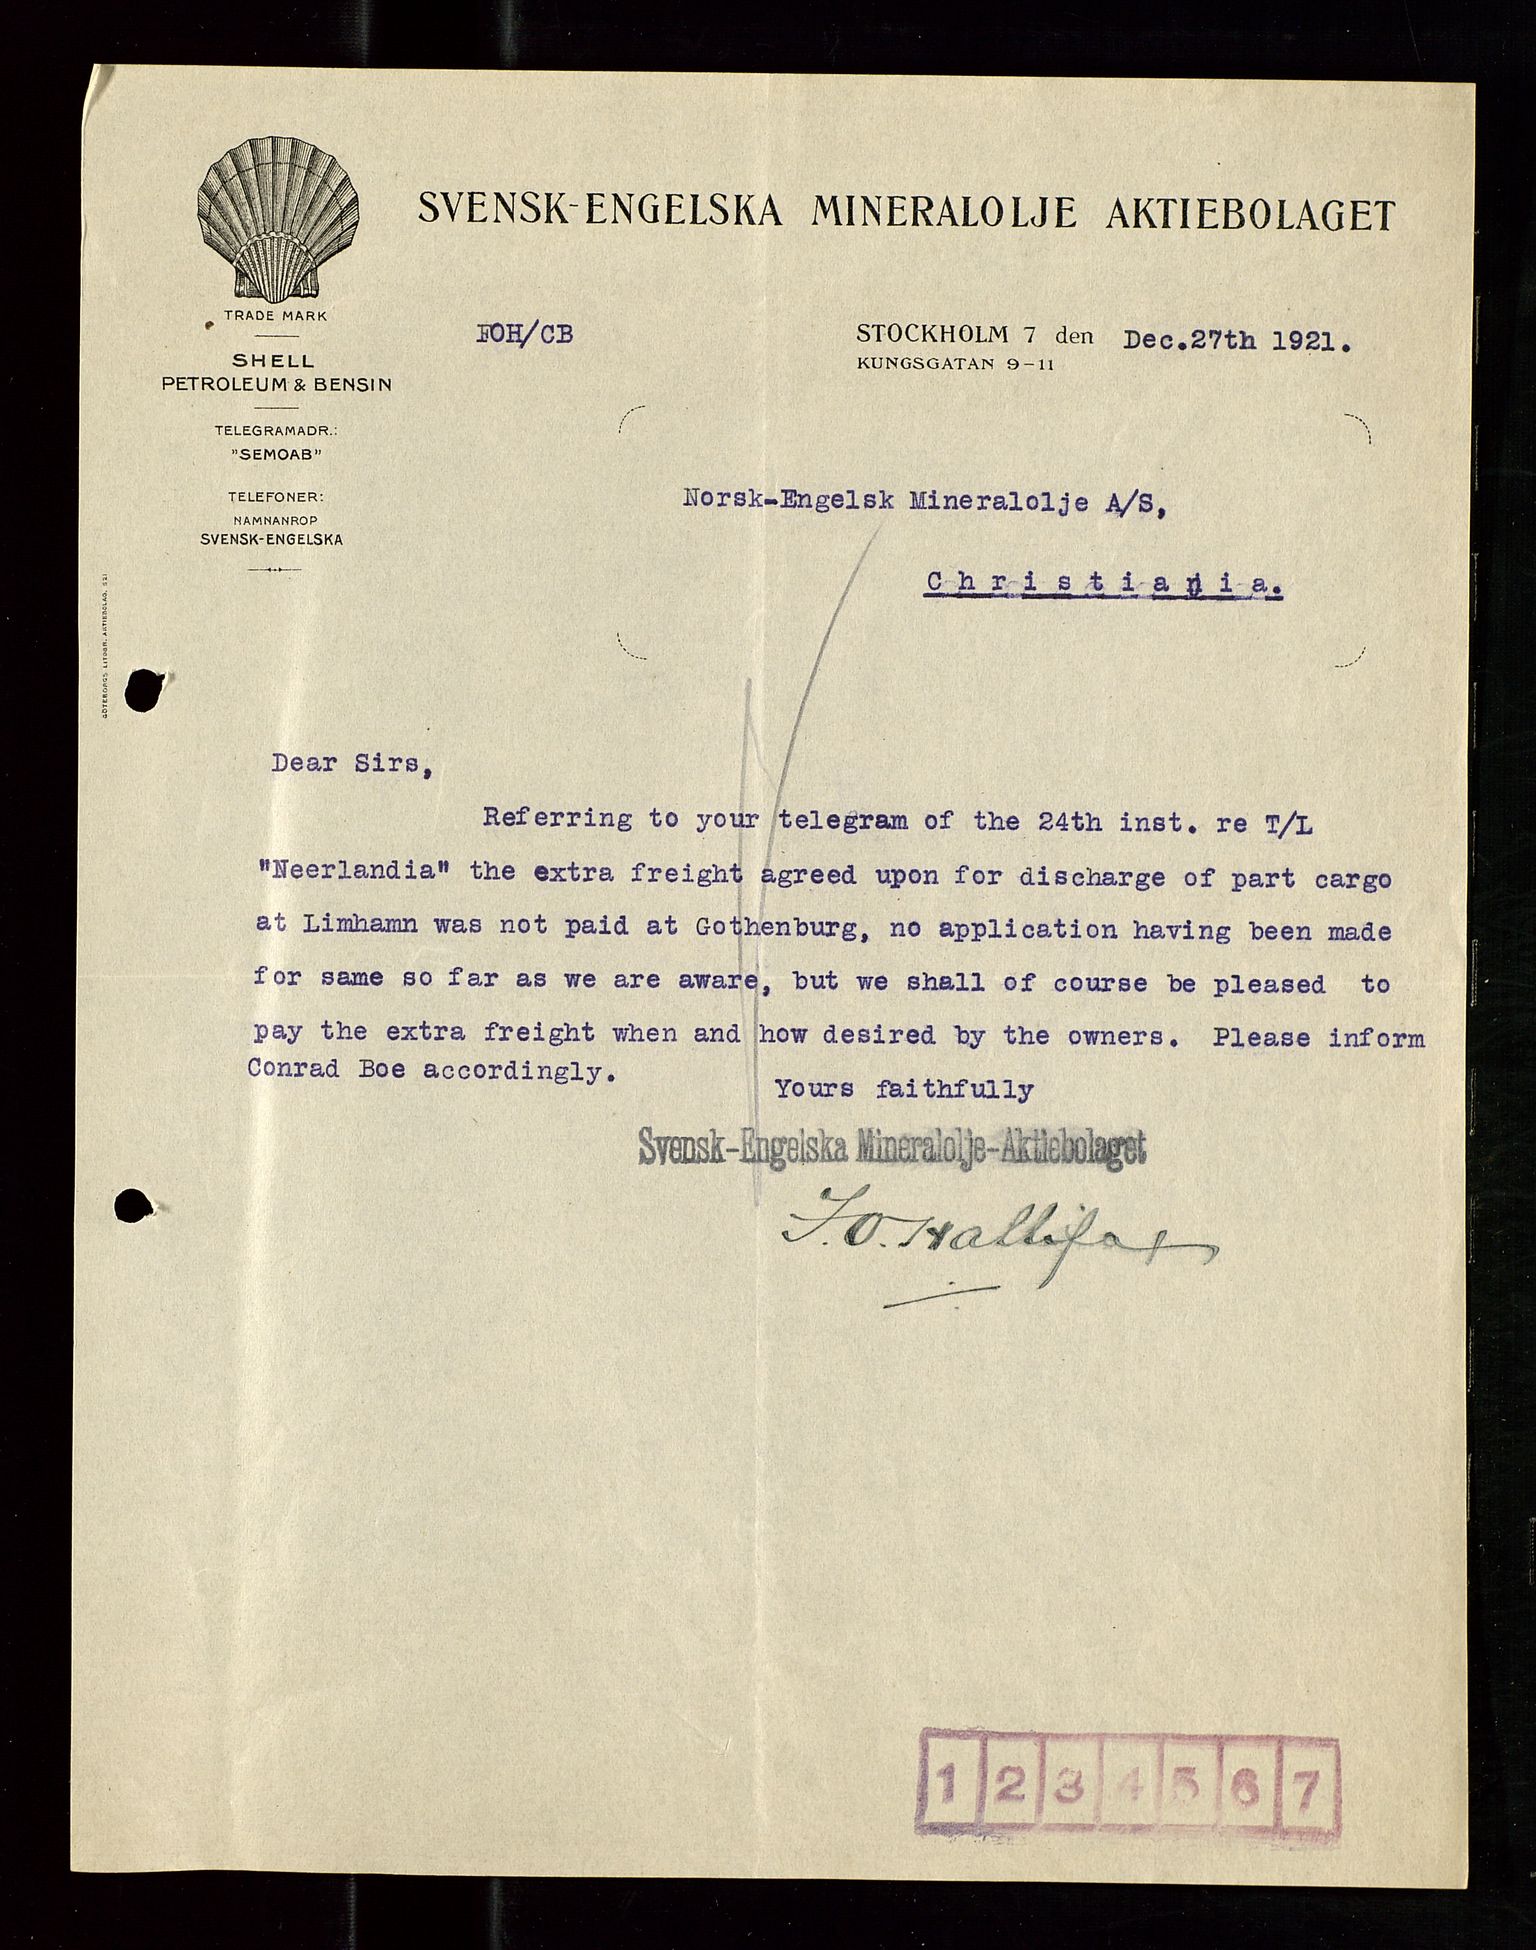 SVENSK-ENGELSKA MINERALOLJE AKTIEBOLAGET
TRADE MARK
SHELL
PETROLEUM & BENSIN
TELEGRAMADR.:
"SEMOAB"
TELEFONER:
NAMNANROP
SVENSK-ENGELSKA
GÖTEBORGS LITOGR. AKTIEBOLAG. 521
FOH/CB
STOCKHOLM 7 den Dec.27th 1921.
KUNGSGATAN 9-11
Norsk-Engelsk Mineralolje A/S,
Christiania.
Dear Sirs,
Referring to your telegram of the 24th inst. re T/L
"Neerlandia" the extra freight agreed upon for discharge of part cargo
at Limhamn was not paid at Gothenburg, no application having been made
for same so far as we are aware, but we shall of course be pleased to
pay the extra freight when and how desired by the owners. Please inform
Conrad Boe accordingly.
Yours faithfully
Svensk-Engelska Mineralolje-Aktiebolaget
F.O. Hallifax
1 2 3 4 5 6 7